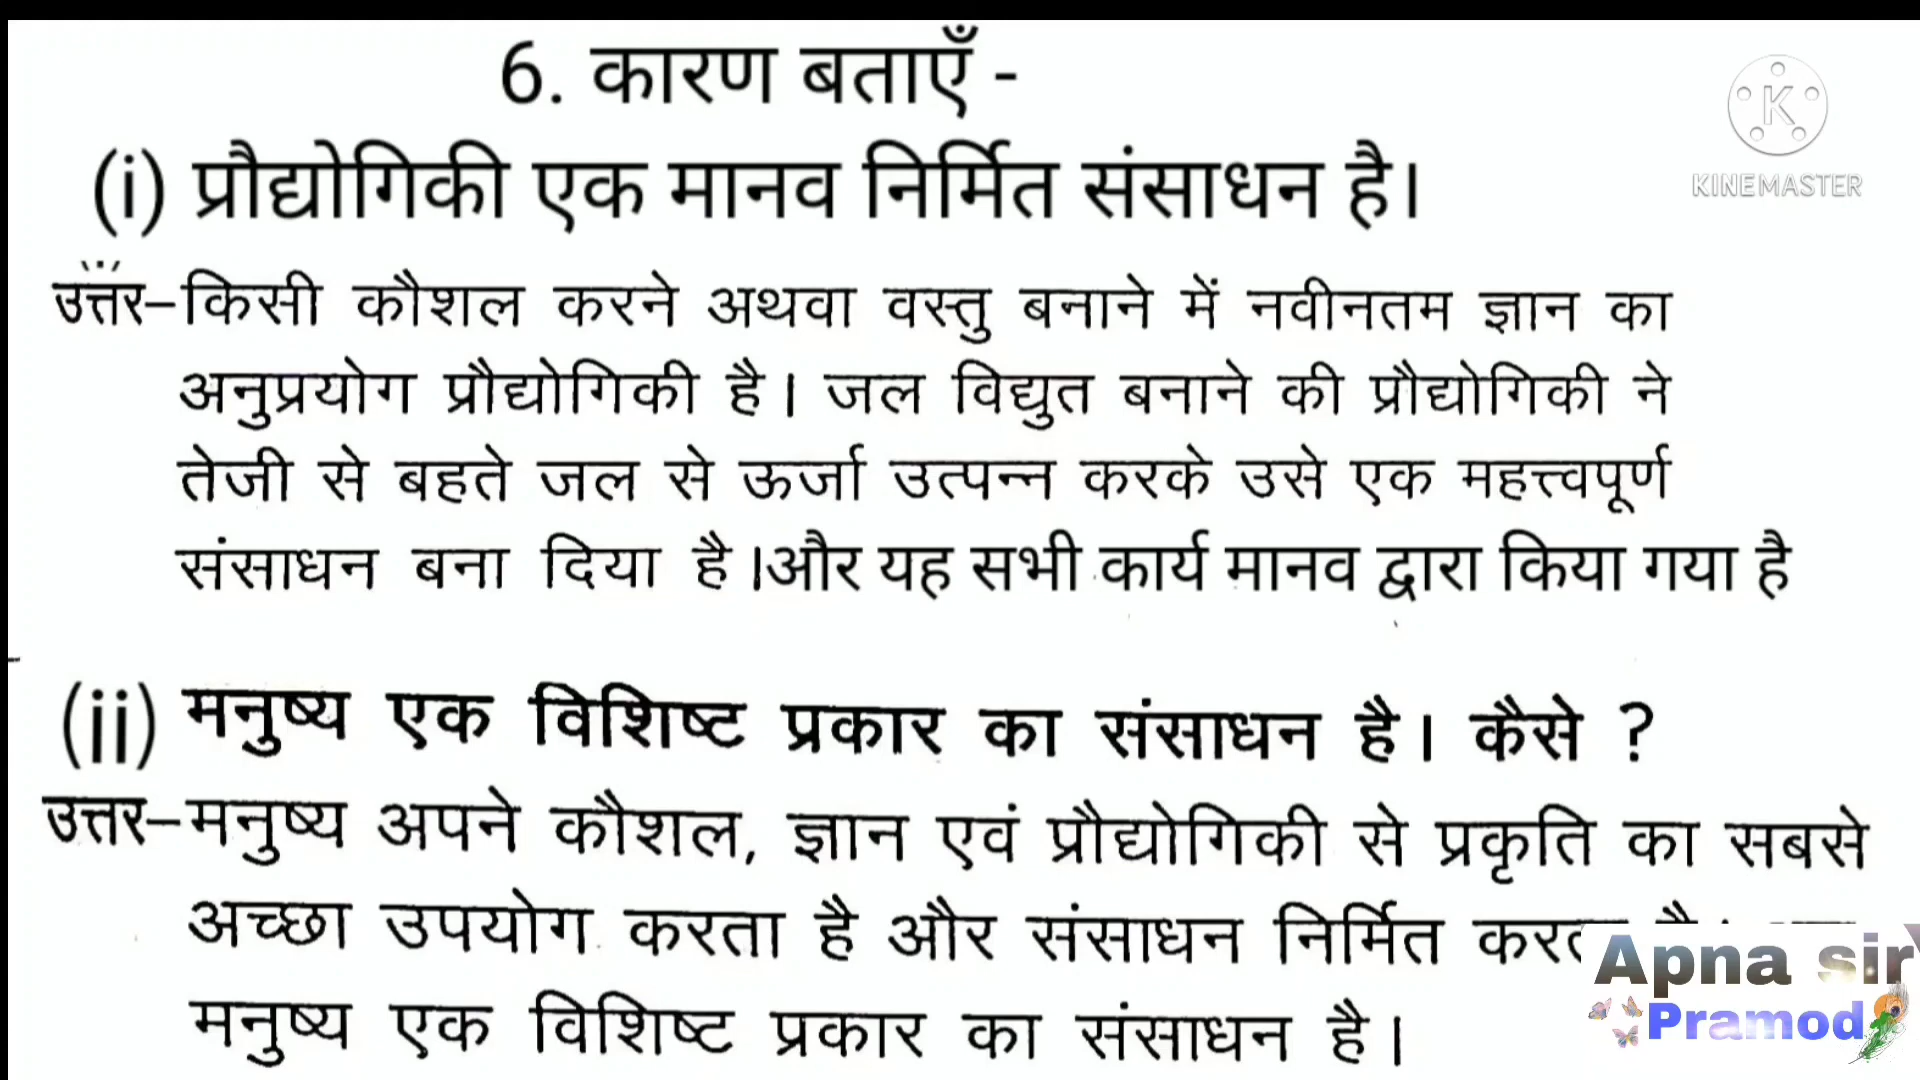 6. कारण बताएँ -
KINEMASTER
(i) प्रौद्योगिकी एक मानव निर्मित संसाधन है।
उत्तर–किसी कौशल करने अथवा वस्तु बनाने में नवीनतम ज्ञान का
अनुप्रयोग प्रौद्योगिकी है। जल विद्युत बनाने की प्रौद्योगिकी ने
तेजी से बहते जल से ऊर्जा उत्पन्न करके उसे एक महत्त्वपूर्ण
संसाधन बना दिया है।और यह सभी कार्य मानव द्वारा किया गया है
(ii) मनुष्य एक विशिष्ट प्रकार का संसाधन है। कैसे ?
उत्तर–मनुष्य अपने कौशल, ज्ञान एवं प्रौद्योगिकी से प्रकृति का सबसे
अच्छा उपयोग करता है और संसाधन निर्मित
मनुष्य एक विशिष्ट प्रकार का संसाधन है।
Apna sir
Pramod